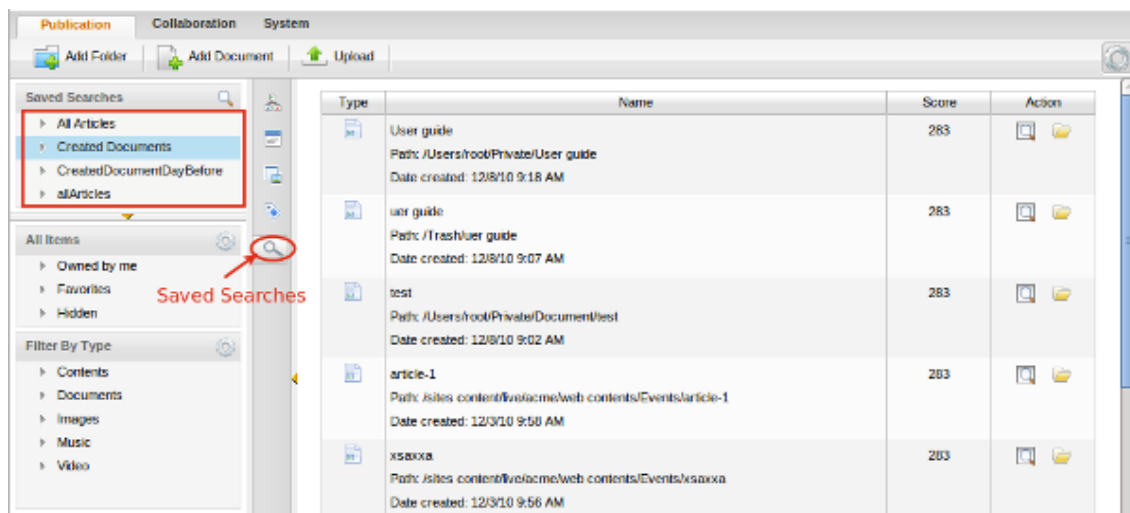 Publication Collaboration System
Add Folder Add Document Upload
Saved Searches
All Articles
Created Documents
CreatedDocumentDayBefore
allArticles
All Items
Owned by me
Favorites
Hidden
Filter By Type
Contents
Documents
Images
Music
Video
Saved Searches
Type Name Score Action
User guide 283
Path: /Users/root/Private/User guide
Date created: 12/8/10 9:18 AM
uer guide 283
Path: /Trash/uer guide
Date created: 12/8/10 9:07 AM
test 283
Path: /Users/root/Private/Document/test
Date created: 12/8/10 9:02 AM
article-1 283
Path: /sites content/live/acme/web contents/Events/article-1
Date created: 12/3/10 9:58 AM
xsaxxa 283
Path: /sites content/live/acme/web contents/Events/xsaxxa
Date created: 12/3/10 9:56 AM